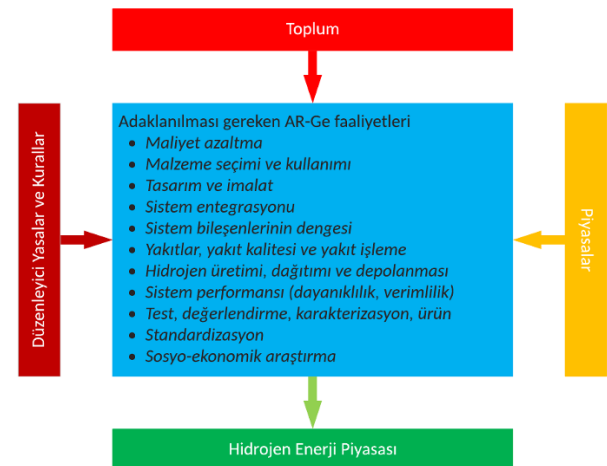 Toplum
Düzenleyici Yasalar ve Kurallar
Adaklanılması gereken AR-Ge faaliyetleri
• Maliyet azaltma
• Malzeme seçimi ve kullanımı
• Tasarım ve imalat
• Sistem entegrasyonu
• Sistem bileşenlerinin dengesi
• Yakıtlar, yakıt kalitesi ve yakıt işleme
• Hidrojen üretimi, dağıtımı ve depolanması
• Sistem performansı (dayanıklılık, verimlilik)
• Test, değerlendirme, karakterizasyon, ürün
• Standardizasyon
• Sosyo-ekonomik araştırma
Piyasalar
Hidrojen Enerji Piyasası